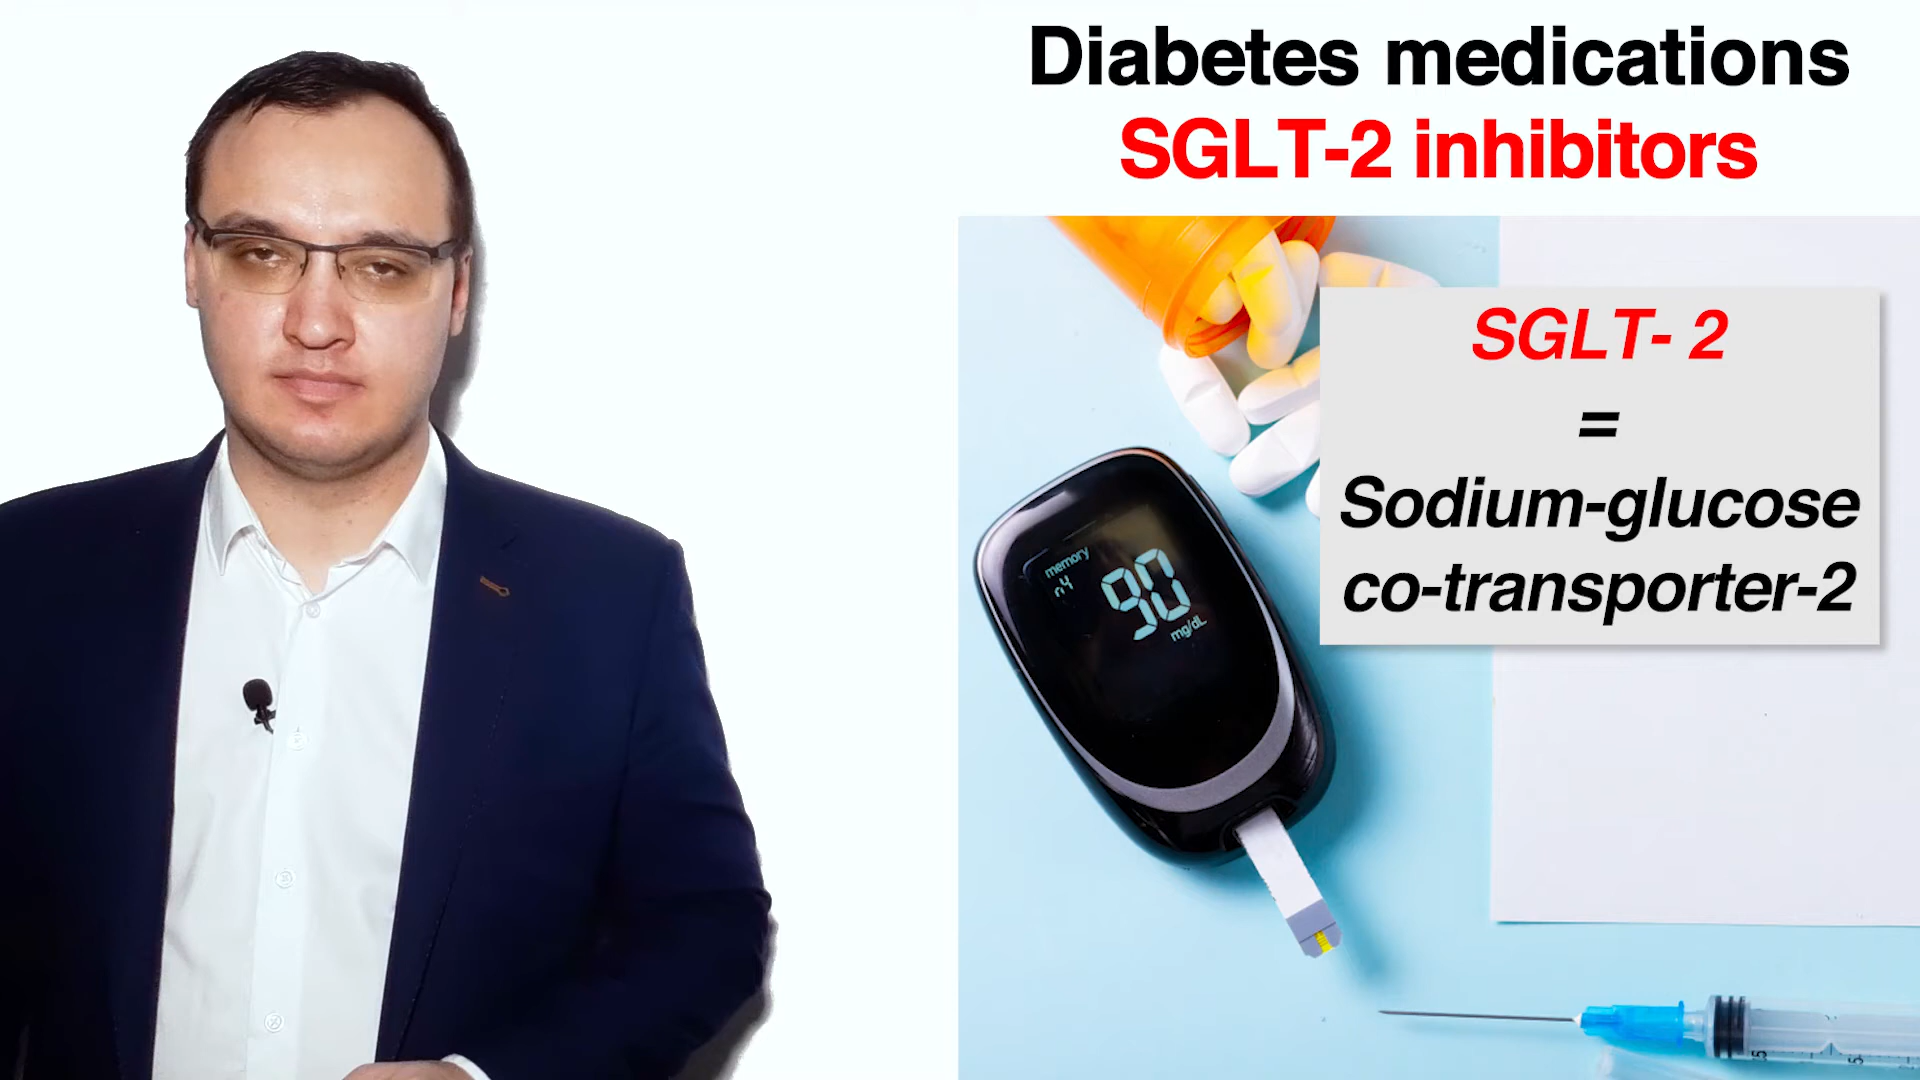 Diabetes medications
SGLT-2 inhibitors
SGLT- 2
=
Sodium-glucose
co-transporter-2
memory
90
mg/dL